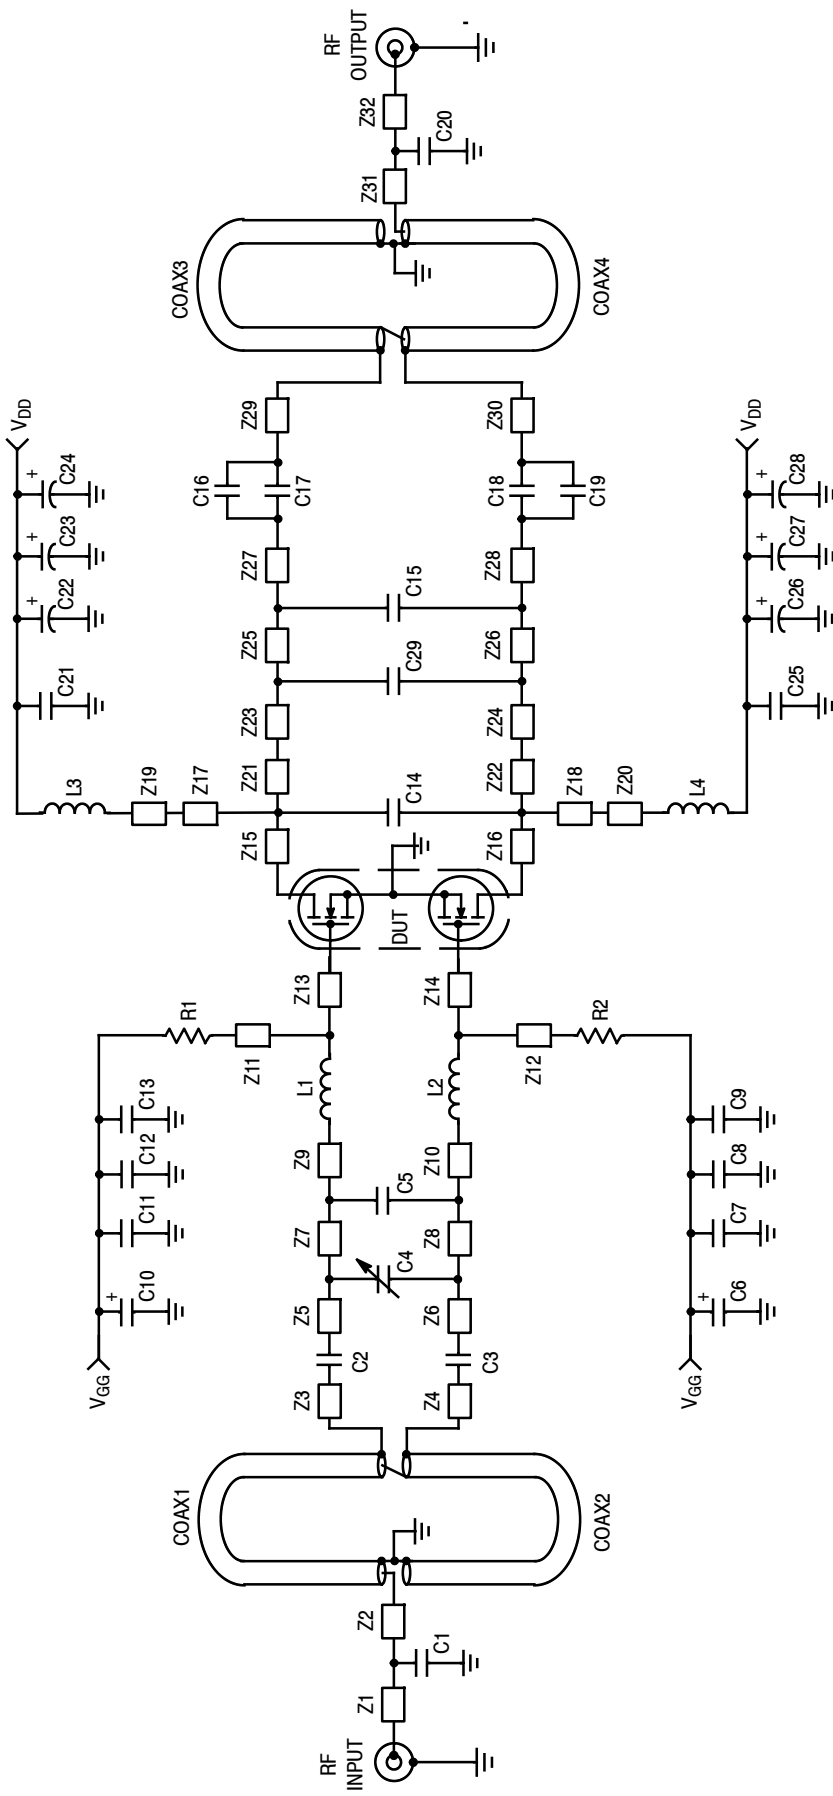 RF
INPUT
Z1
C1
Z2
COAX1
COAX2
Z3
Z4
C2
C3
Z5
Z6
C4
Z7
Z8
C5
Z9
Z10
L1
L2
VGG
+
C10
C11
C12
C13
R1
Z11
VGG
+
C6
C7
C8
C9
R2
Z12
Z13
Z14
DUT
Z15
Z16
C14
Z17
Z19
L3
Z18
Z20
L4
C21
+
C22
+
C23
+
C24
VDD
C25
+
C26
+
C27
+
C28
VDD
Z21
Z22
Z23
Z24
C29
Z25
Z26
C15
Z27
Z28
C16
C17
C18
C19
Z29
Z30
COAX3
COAX4
Z31
C20
Z32
RF
OUTPUT